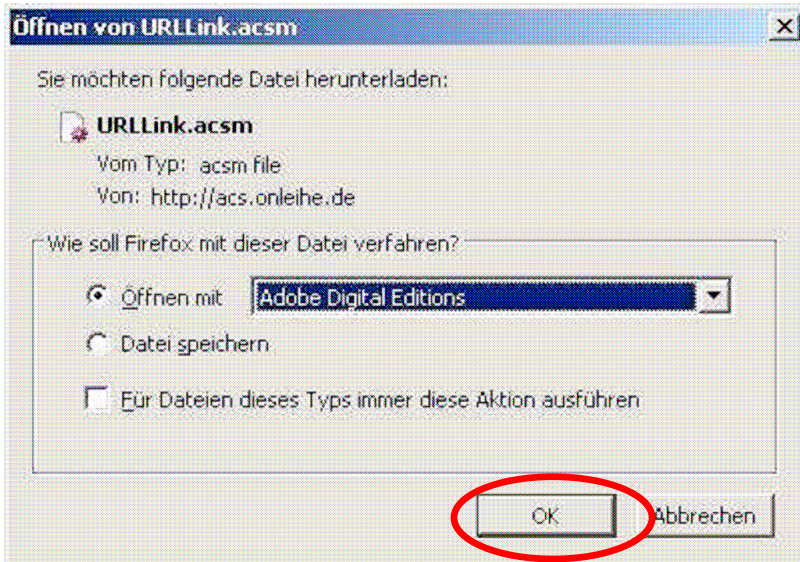 Öffnen von URLLink.acsm
Sie möchten folgende Datei herunterladen:
URLLink.acsm
Vom Typ: acsm file
Von: http://acs.onleihe.de
Wie soll Firefox mit dieser Datei verfahren?
Öffnen mit Adobe Digital Editions
Datei speichern
Für Dateien dieses Typs immer diese Aktion ausführen
OK Abbrechen